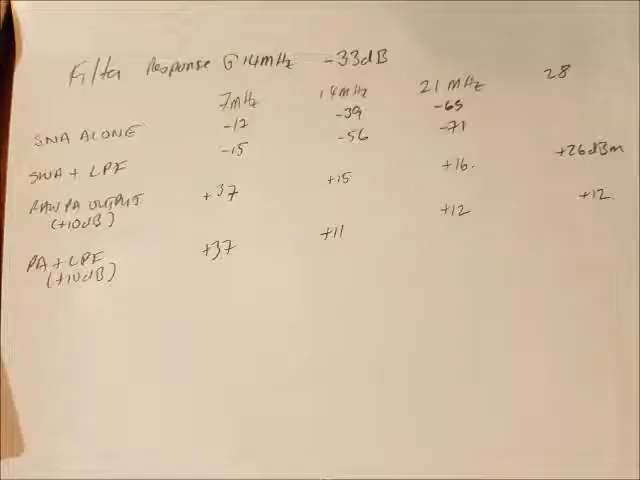 Filter Response @ 14MHz -33dB
7MHz 14MHz 21MHz 28
SNA ALONE -12 -39 -65
SNA + LPF -15 -56 -71
RAW PA OUTPUT +37 +15 +16 +26dBm
(+10dB)
PA + LPF +37 +11 +12 +12
(+10dB)